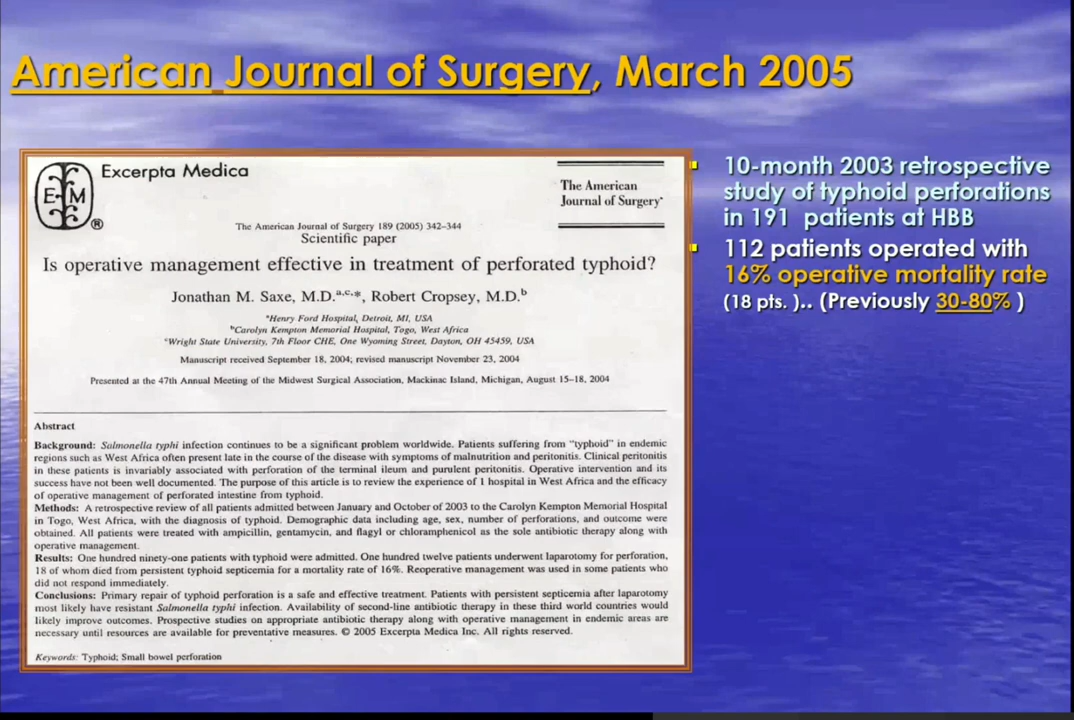 American Journal of Surgery, March 2005
Excerpta Medica
E M ®
The American
Journal of Surgery
The American Journal of Surgery 189 (2005) 342–344
Scientific paper
Is operative management effective in treatment of perforated typhoid?
Jonathan M. Saxe, M.D.a,c,*, Robert Cropsey, M.D.b
aHenry Ford Hospital, Detroit, MI, USA
bCarolyn Kempton Memorial Hospital, Togo, West Africa
cWright State University, 7th Floor CHE, One Wyoming Street, Dayton, OH 45459, USA
Manuscript received September 18, 2004; revised manuscript November 23, 2004
Presented at the 47th Annual Meeting of the Midwest Surgical Association, Mackinac Island, Michigan, August 15–18, 2004
Abstract
Background: Salmonella typhi infection continues to be a significant problem worldwide. Patients suffering from "typhoid" in endemic
regions such as West Africa often present late in the course of the disease with symptoms of malnutrition and peritonitis. Clinical peritonitis
in these patients is invariably associated with perforation of the terminal ileum and purulent peritonitis. Operative intervention and its
success have not been well documented. The purpose of this article is to review the experience of 1 hospital in West Africa and the efficacy
of operative management of perforated intestine from typhoid.
Methods: A retrospective review of all patients admitted between January and October of 2003 to the Carolyn Kempton Memorial Hospital
in Togo, West Africa, with the diagnosis of typhoid. Demographic data including age, sex, number of perforations, and outcome were
obtained. All patients were treated with ampicillin, gentamycin, and flagyl or chloramphenicol as the sole antibiotic therapy along with
operative management.
Results: One hundred ninety-one patients with typhoid were admitted. One hundred twelve patients underwent laparotomy for perforation,
18 of whom died from persistent typhoid septicemia for a mortality rate of 16%. Reoperative management was used in some patients who
did not respond immediately.
Conclusions: Primary repair of typhoid perforation is a safe and effective treatment. Patients with persistent septicemia after laparotomy
most likely have resistant Salmonella typhi infection. Availability of second-line antibiotic therapy in these third world countries would
likely improve outcomes. Prospective studies on appropriate antibiotic therapy along with operative management in endemic areas are
necessary until resources are available for preventative measures. © 2005 Excerpta Medica Inc. All rights reserved.
Keywords: Typhoid; Small bowel perforation
10-month 2003 retrospective
study of typhoid perforations
in 191 patients at HBB
112 patients operated with
16% operative mortality rate
(18 pts. ).. (Previously 30-80% )